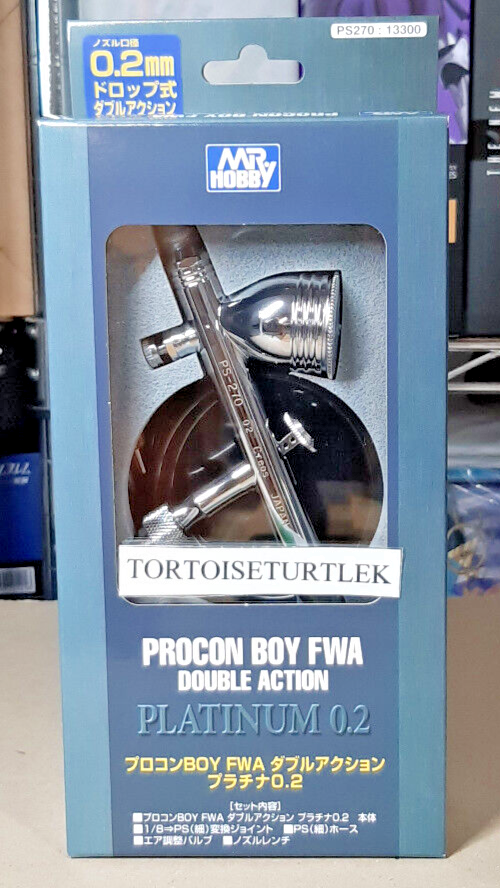 PS270 : 13300
ノズル口径
0.2mm
ドロップ式
ダブルアクション
MR
HOBBY
PS-270 0.2 Creos JAPAN
TORTOISETURTLEK
PROCON BOY FWA
DOUBLE ACTION
PLATINUM 0.2
プロコンBOY FWA ダブルアクション
プラチナ0.2
[セット内容]
■プロコンBOY FWA ダブルアクション プラチナ0.2 本体
■1/8⇒PS(細)変換ジョイント ■PS(細)ホース
■エア調整バルブ ■ノズルレンチ